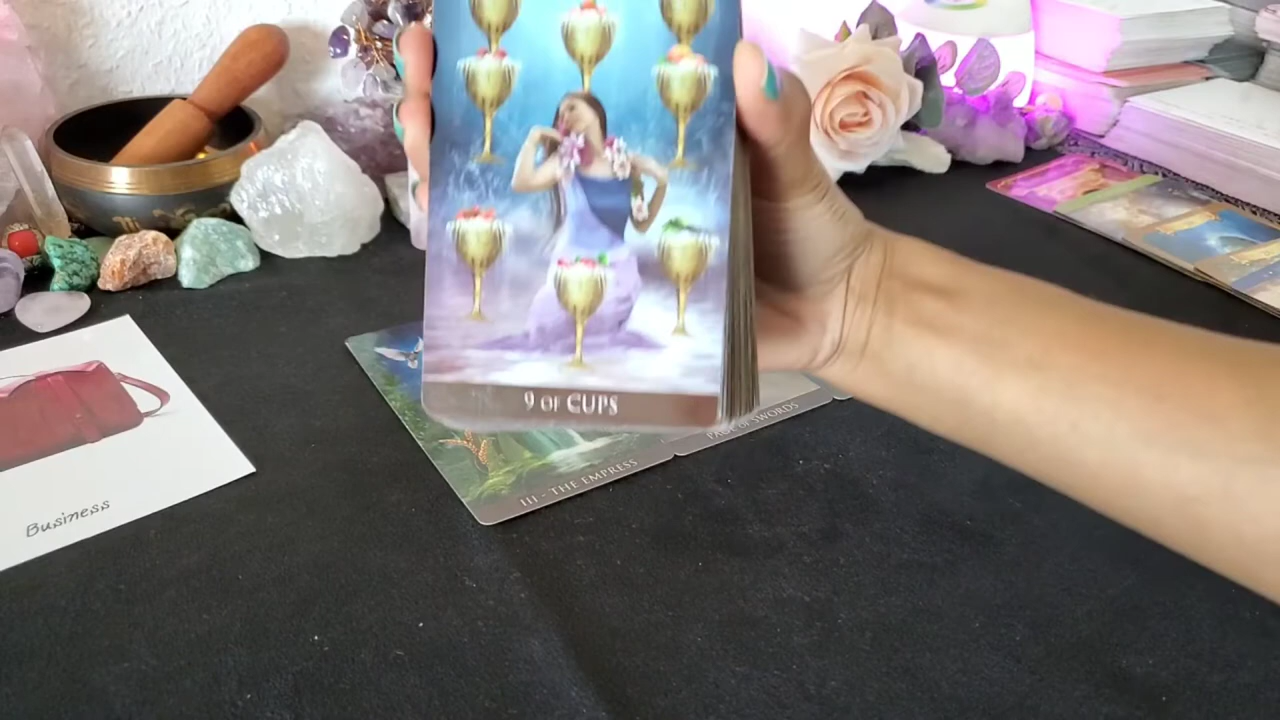 9 OF CUPS
PAGE OF SWORDS
III - THE EMPRESS
Business